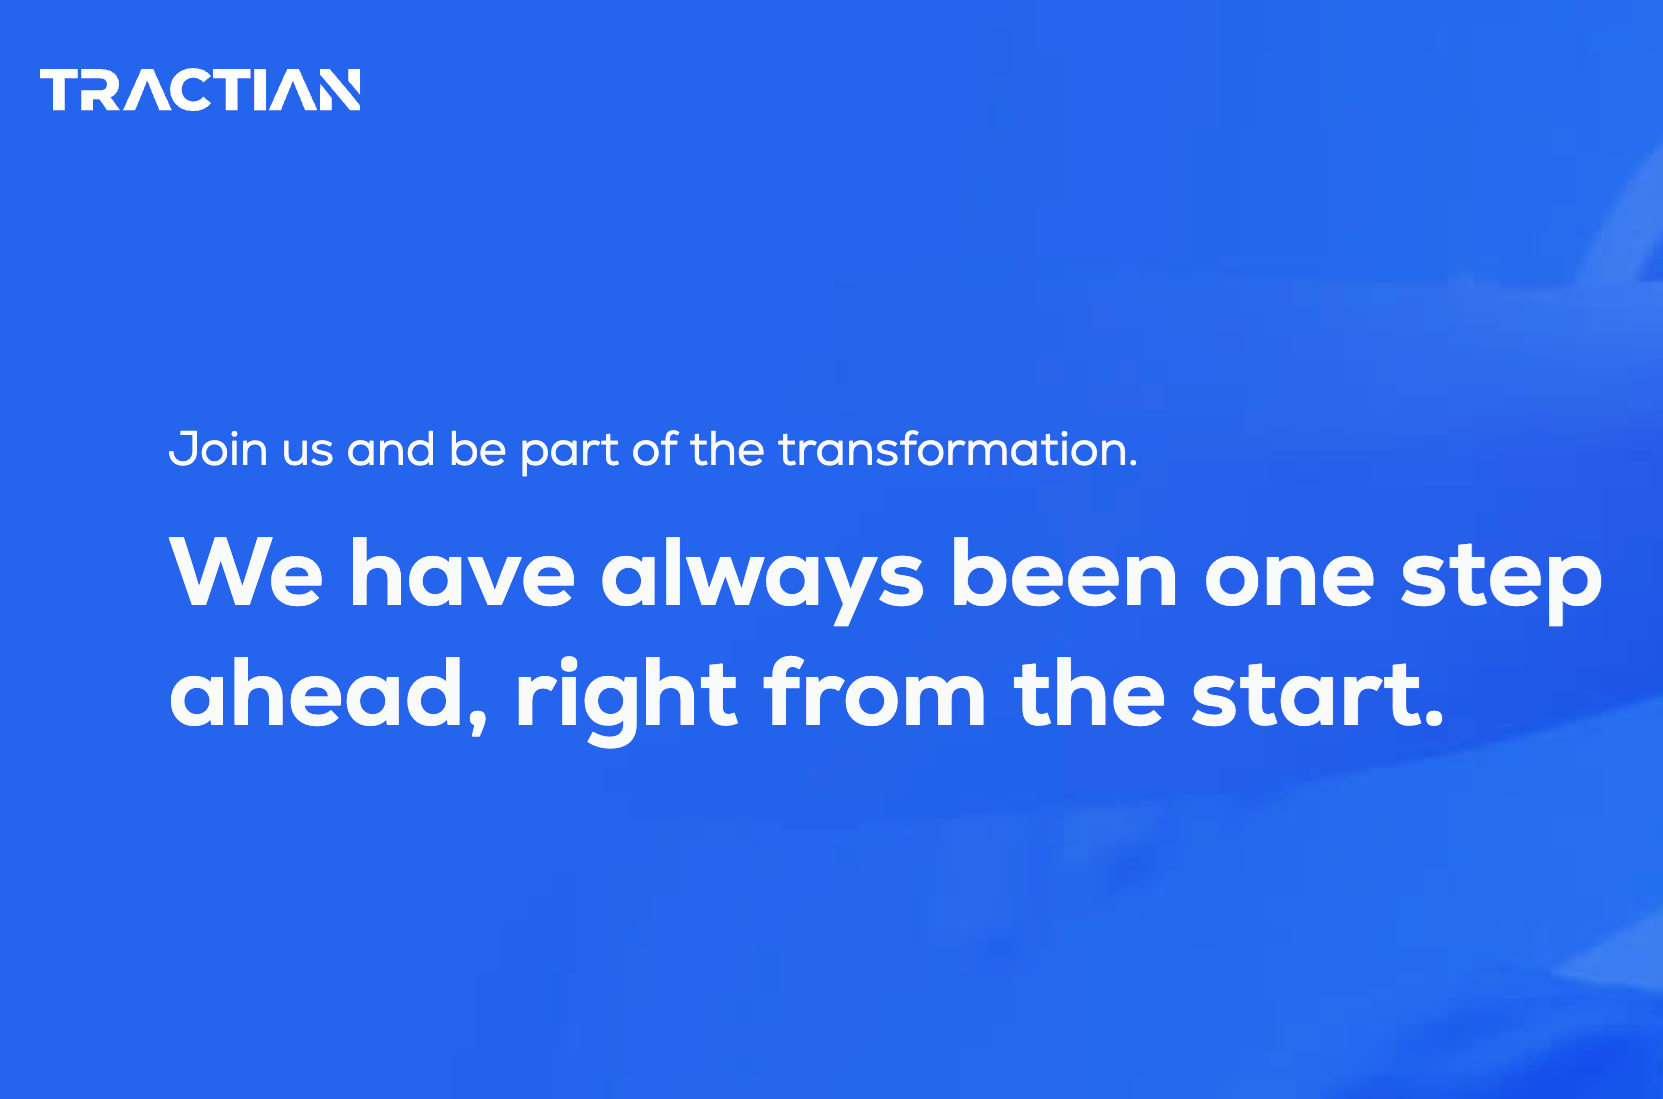 TRACTIAN
Join us and be part of the transformation.
We have always been one step
ahead, right from the start.